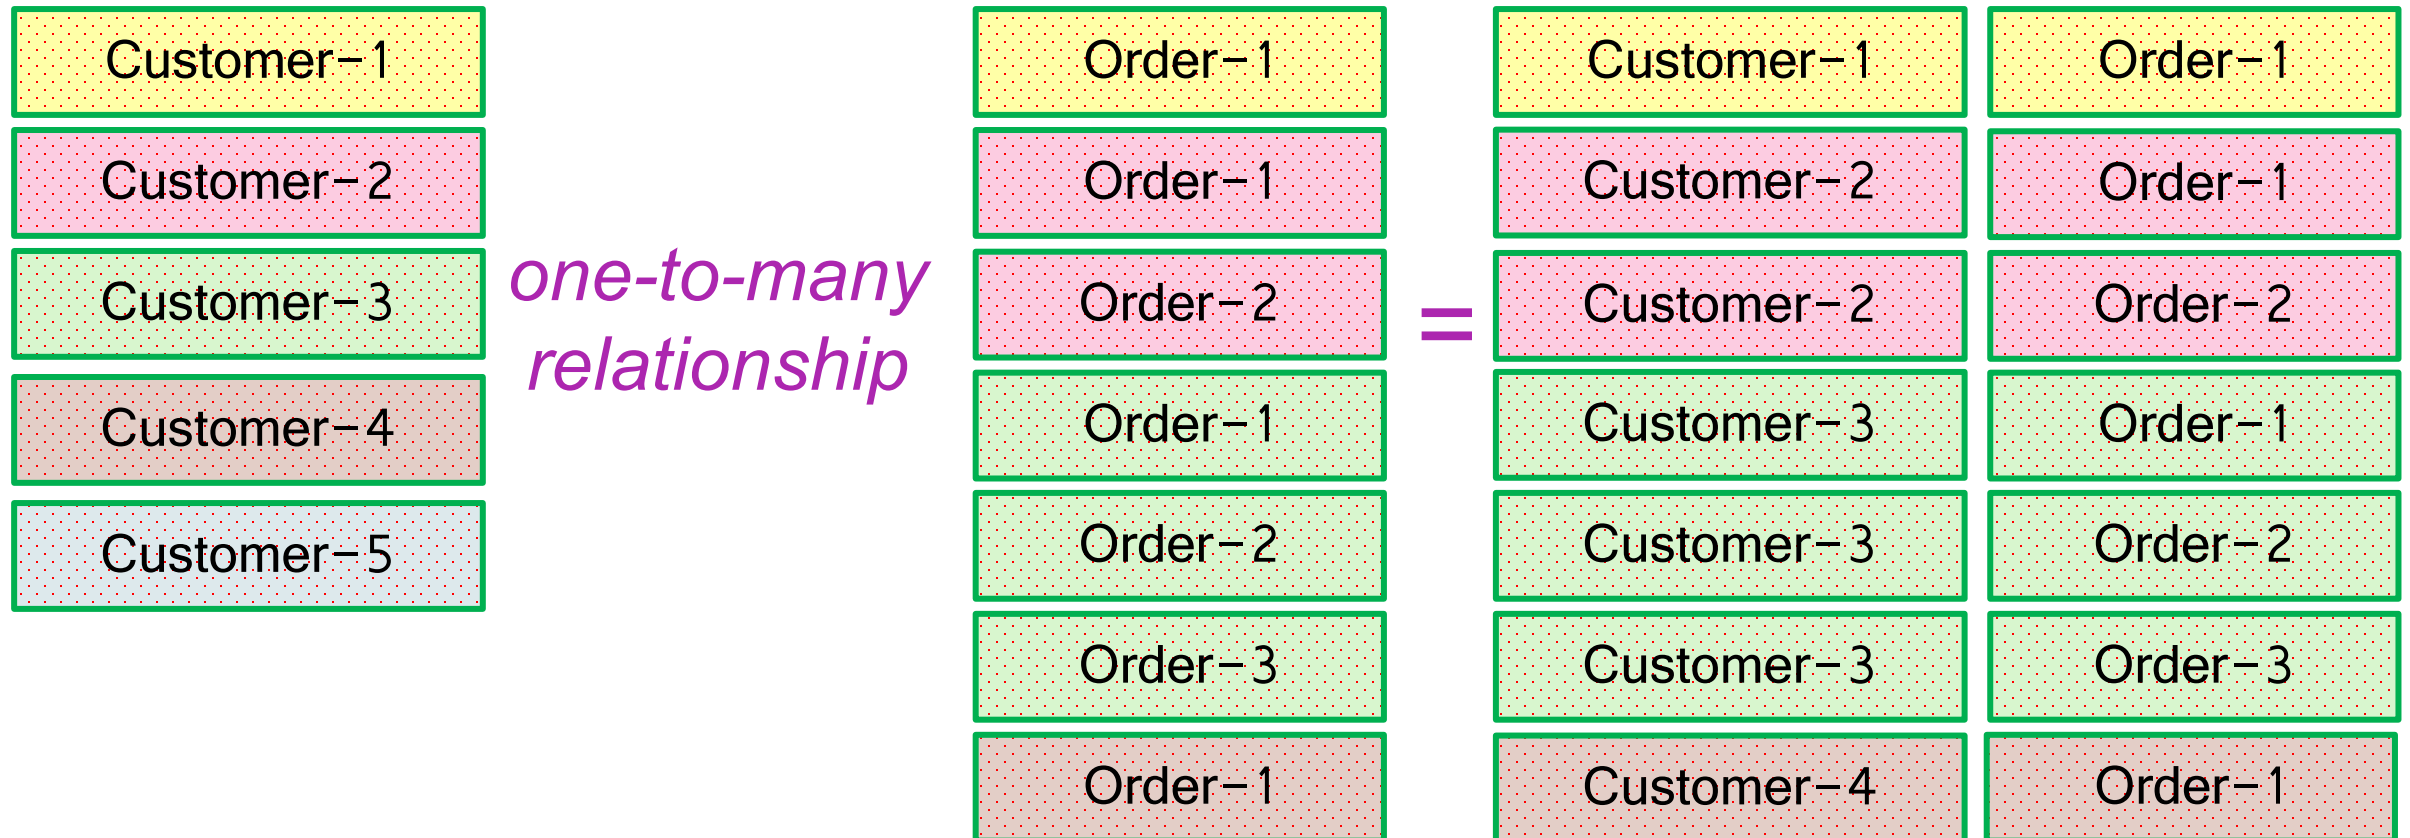 Customer-1
Customer-2
Customer-3
Customer-4
Customer-5
one-to-many
relationship
Order-1
Order-1
Order-2
Order-1
Order-2
Order-3
Order-1
=
Customer-1 Order-1
Customer-2 Order-1
Customer-2 Order-2
Customer-3 Order-1
Customer-3 Order-2
Customer-3 Order-3
Customer-4 Order-1